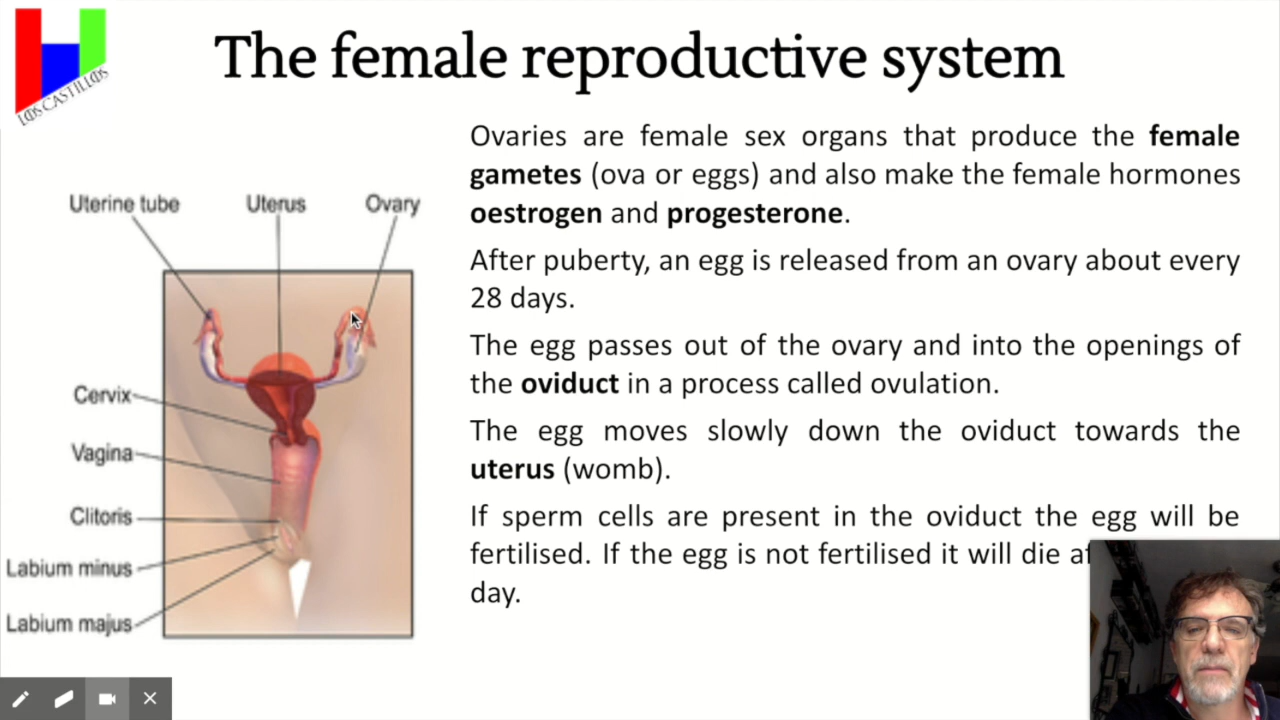 The female reproductive system
LOS CASTILLOS
Ovaries are female sex organs that produce the female
gametes (ova or eggs) and also make the female hormones
oestrogen and progesterone.
After puberty, an egg is released from an ovary about every
28 days.
The egg passes out of the ovary and into the openings of
the oviduct in a process called ovulation.
The egg moves slowly down the oviduct towards the
uterus (womb).
If sperm cells are present in the oviduct the egg will be
fertilised. If the egg is not fertilised it will die
day.
Uterine tube
Uterus
Ovary
Cervix
Vagina
Clitoris
Labium minus
Labium majus